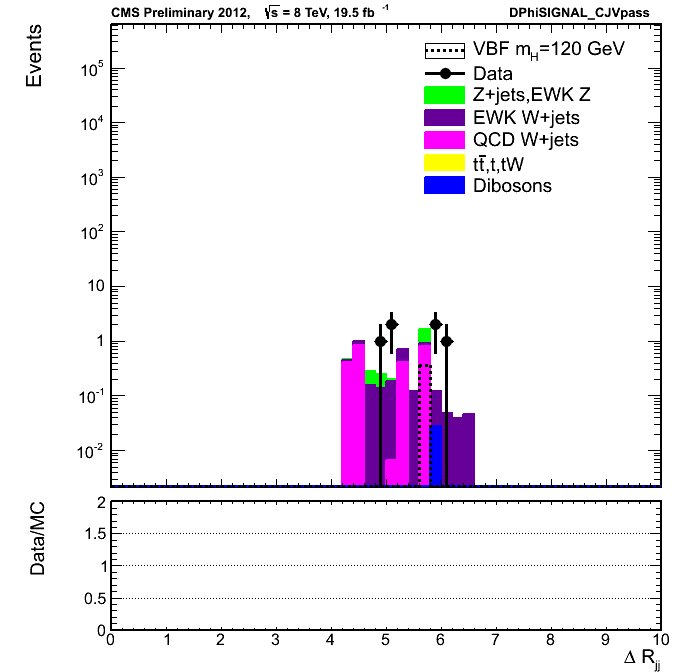 CMS Preliminary 2012, √s = 8 TeV, 19.5 fb⁻¹ DPhiSIGNAL_CJVpass
Events
10⁵
10⁴
10³
10²
10
1
10⁻¹
10⁻²
VBF m_H=120 GeV
Data
Z+jets,EWK Z
EWK W+jets
QCD W+jets
tt̅,t,tW
Dibosons
Data/MC
2
1.5
1
0.5
0
0 1 2 3 4 5 6 7 8 9 10
Δ R_jj